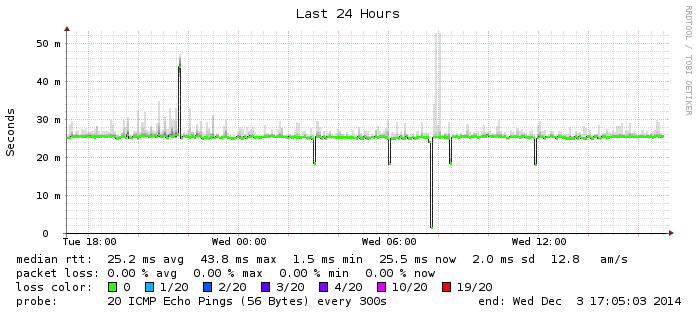 Last 24 Hours
RRDTOOL / TOBI OETIKER
Seconds
50 m
40 m
30 m
20 m
10 m
0
Tue 18:00 Wed 00:00 Wed 06:00 Wed 12:00
median rtt: 25.2 ms avg 43.8 ms max 1.5 ms min 25.5 ms now 2.0 ms sd 12.8 am/s
packet loss: 0.00 % avg 0.00 % max 0.00 % min 0.00 % now
loss color: 0 1/20 2/20 3/20 4/20 10/20 19/20
probe: 20 ICMP Echo Pings (56 Bytes) every 300s end: Wed Dec 3 17:05:03 2014